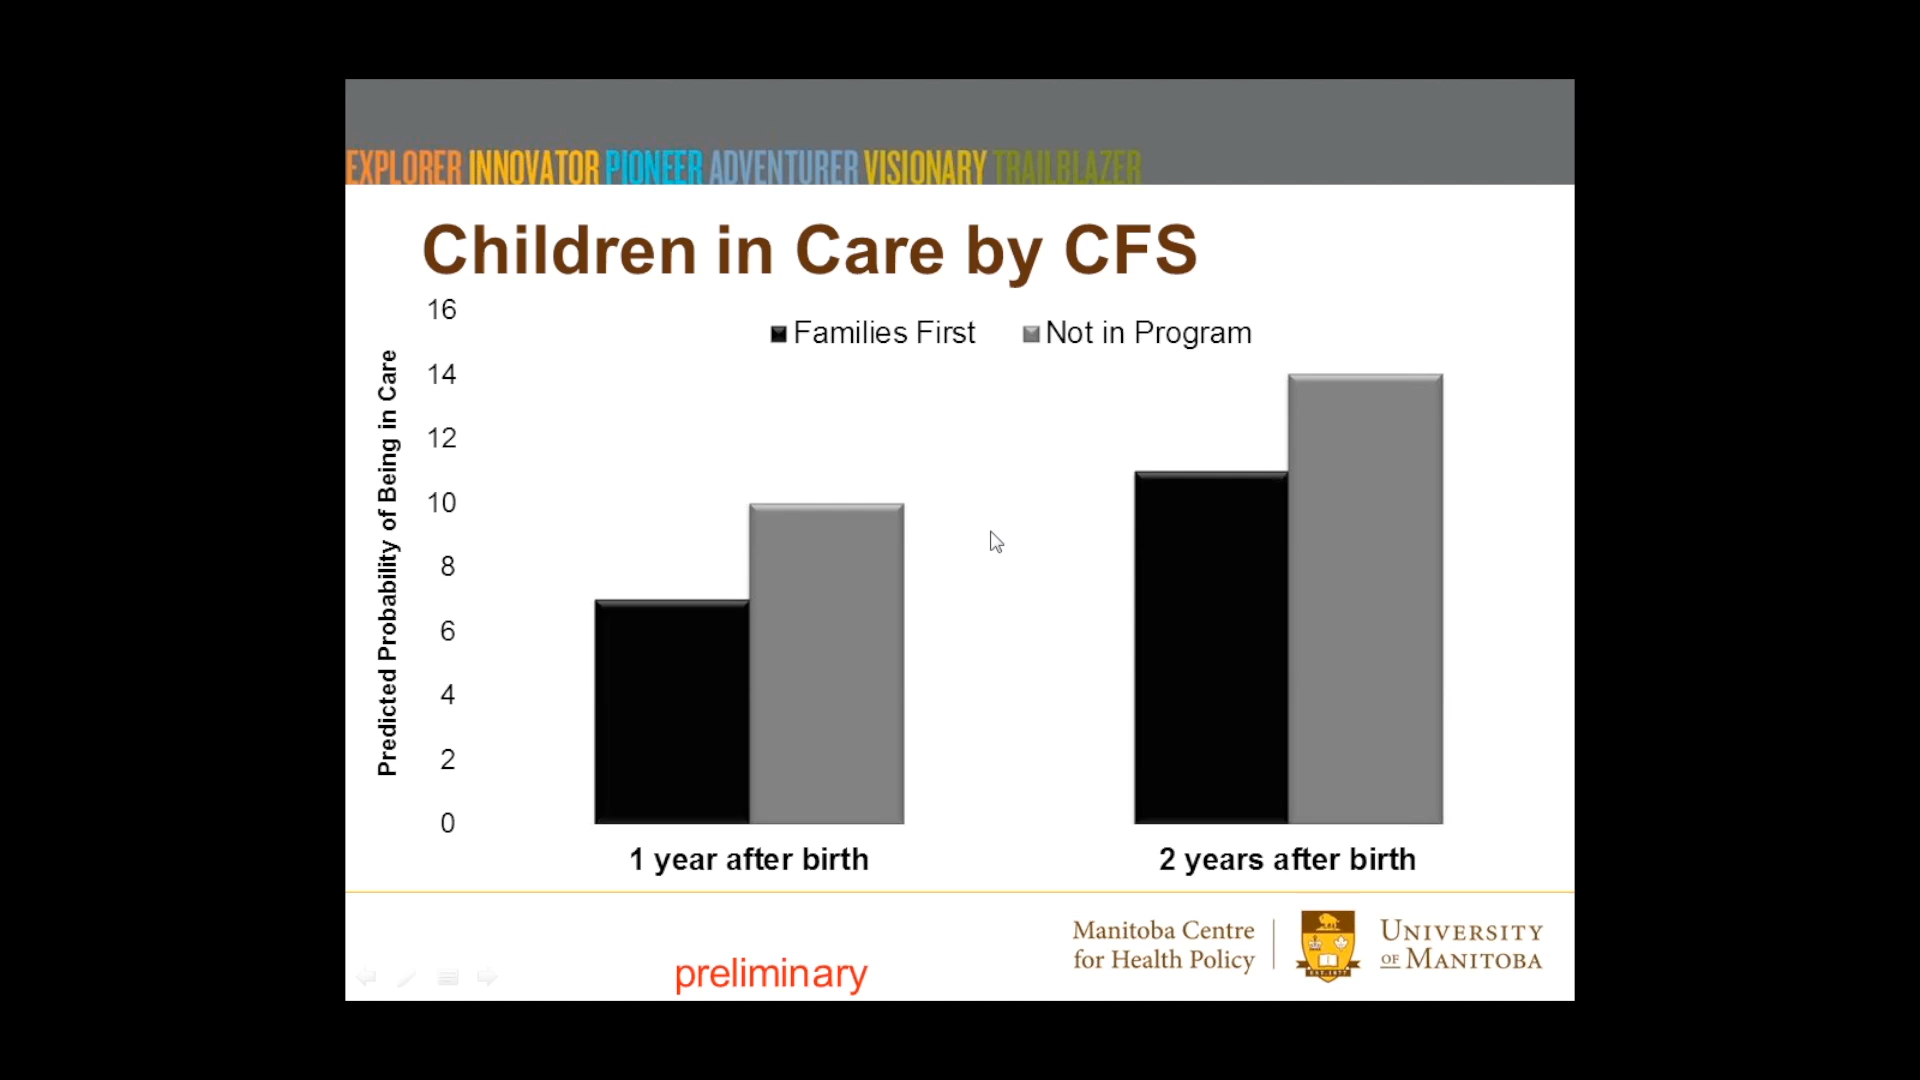 EXPLORER INNOVATOR PIONEER ADVENTURER VISIONARY TRAILBLAZER
Children in Care by CFS
Families First
Not in Program
Predicted Probability of Being in Care
16
14
12
10
8
6
4
2
0
1 year after birth
2 years after birth
preliminary
Manitoba Centre
for Health Policy
UNIVERSITY
OF MANITOBA